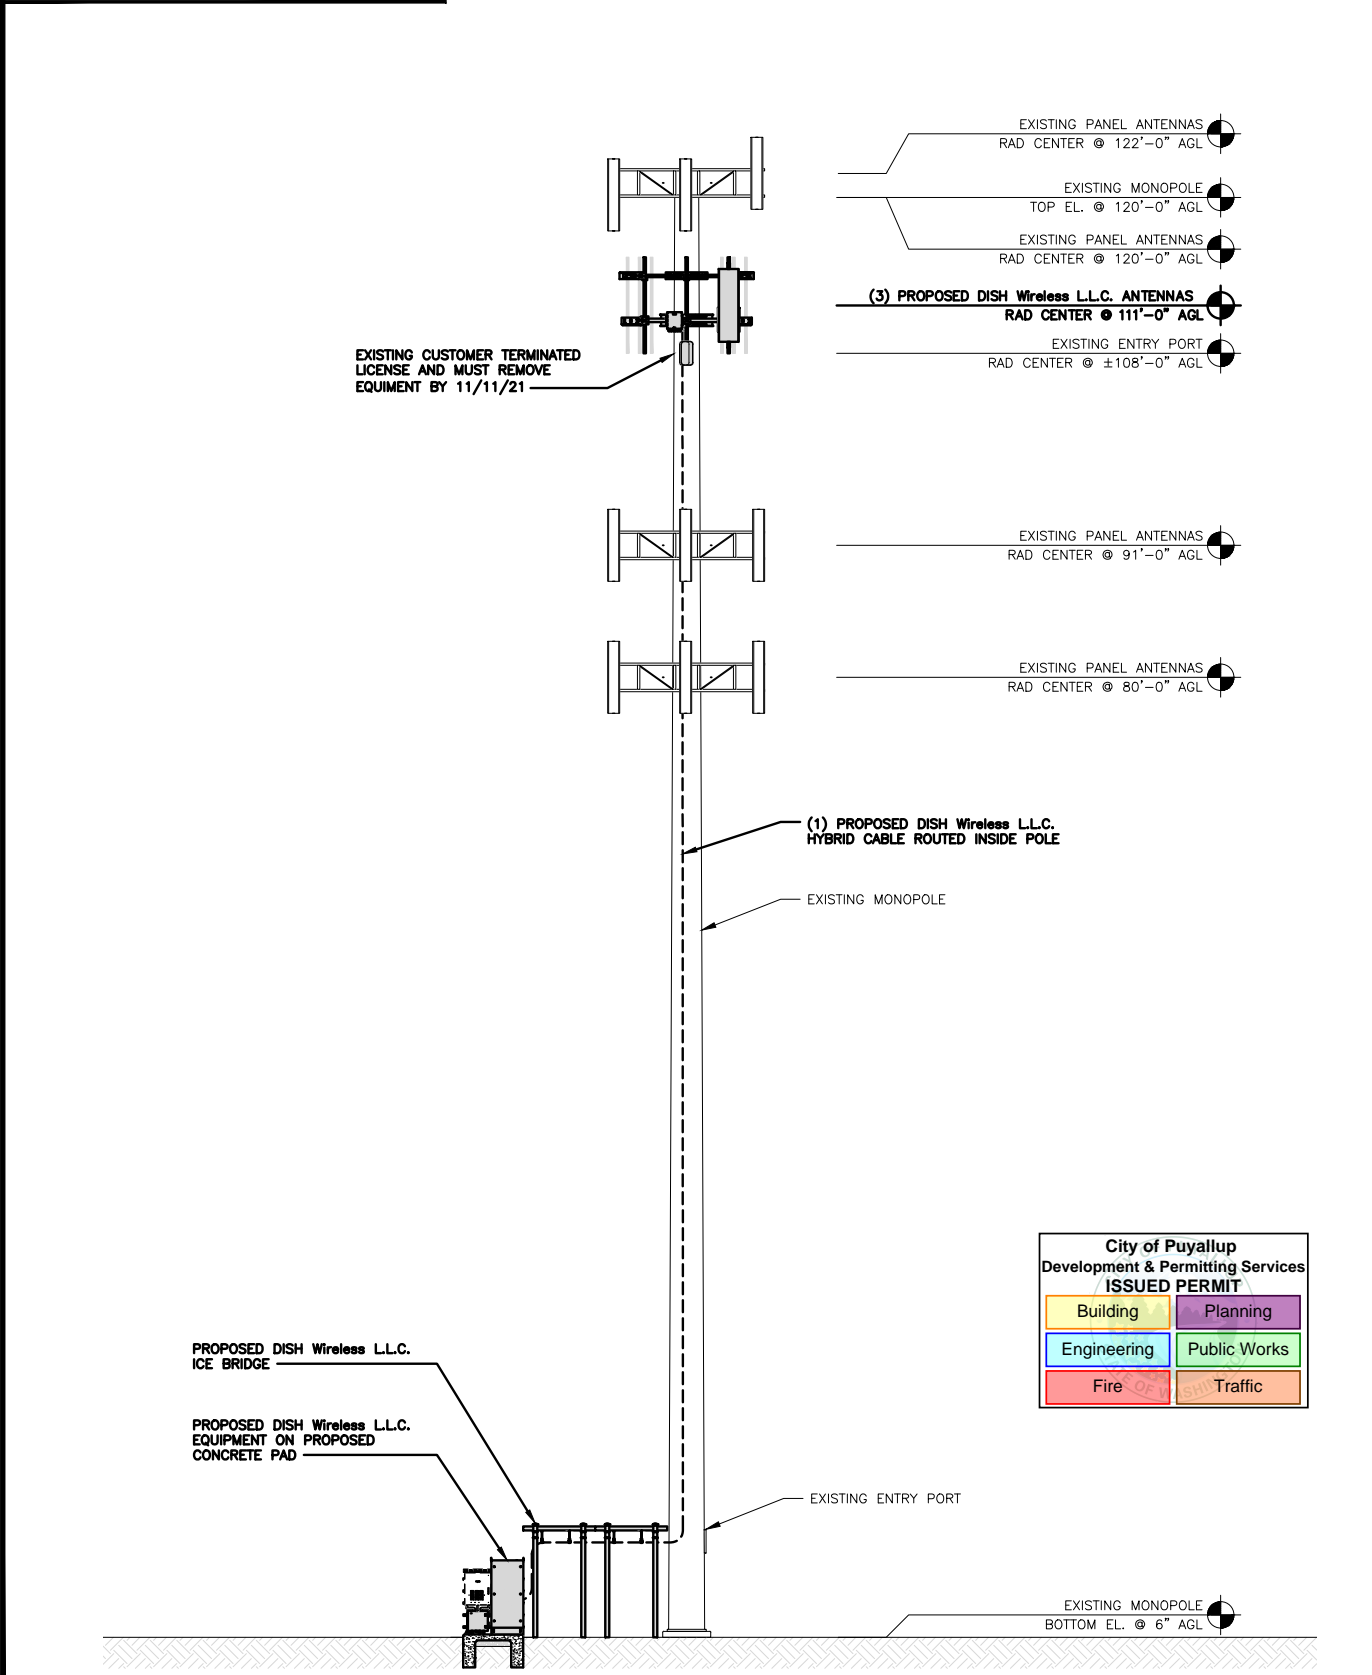 EXISTING PANEL ANTENNAS
RAD CENTER @ 122'-0" AGL
EXISTING MONOPOLE
TOP EL. @ 120'-0" AGL
EXISTING PANEL ANTENNAS
RAD CENTER @ 120'-0" AGL
(3) PROPOSED DISH Wireless L.L.C. ANTENNAS
RAD CENTER @ 111'-0" AGL
EXISTING ENTRY PORT
RAD CENTER @ ±108'-0" AGL
EXISTING CUSTOMER TERMINATED
LICENSE AND MUST REMOVE
EQUIMENT BY 11/11/21
EXISTING PANEL ANTENNAS
RAD CENTER @ 91'-0" AGL
EXISTING PANEL ANTENNAS
RAD CENTER @ 80'-0" AGL
(1) PROPOSED DISH Wireless L.L.C.
HYBRID CABLE ROUTED INSIDE POLE
EXISTING MONOPOLE
City of Puyallup
Development & Permitting Services
ISSUED PERMIT
Building
Planning
Engineering
Public Works
Fire
Traffic
PROPOSED DISH Wireless L.L.C.
ICE BRIDGE
PROPOSED DISH Wireless L.L.C.
EQUIPMENT ON PROPOSED
CONCRETE PAD
EXISTING ENTRY PORT
EXISTING MONOPOLE
BOTTOM EL. @ 6" AGL